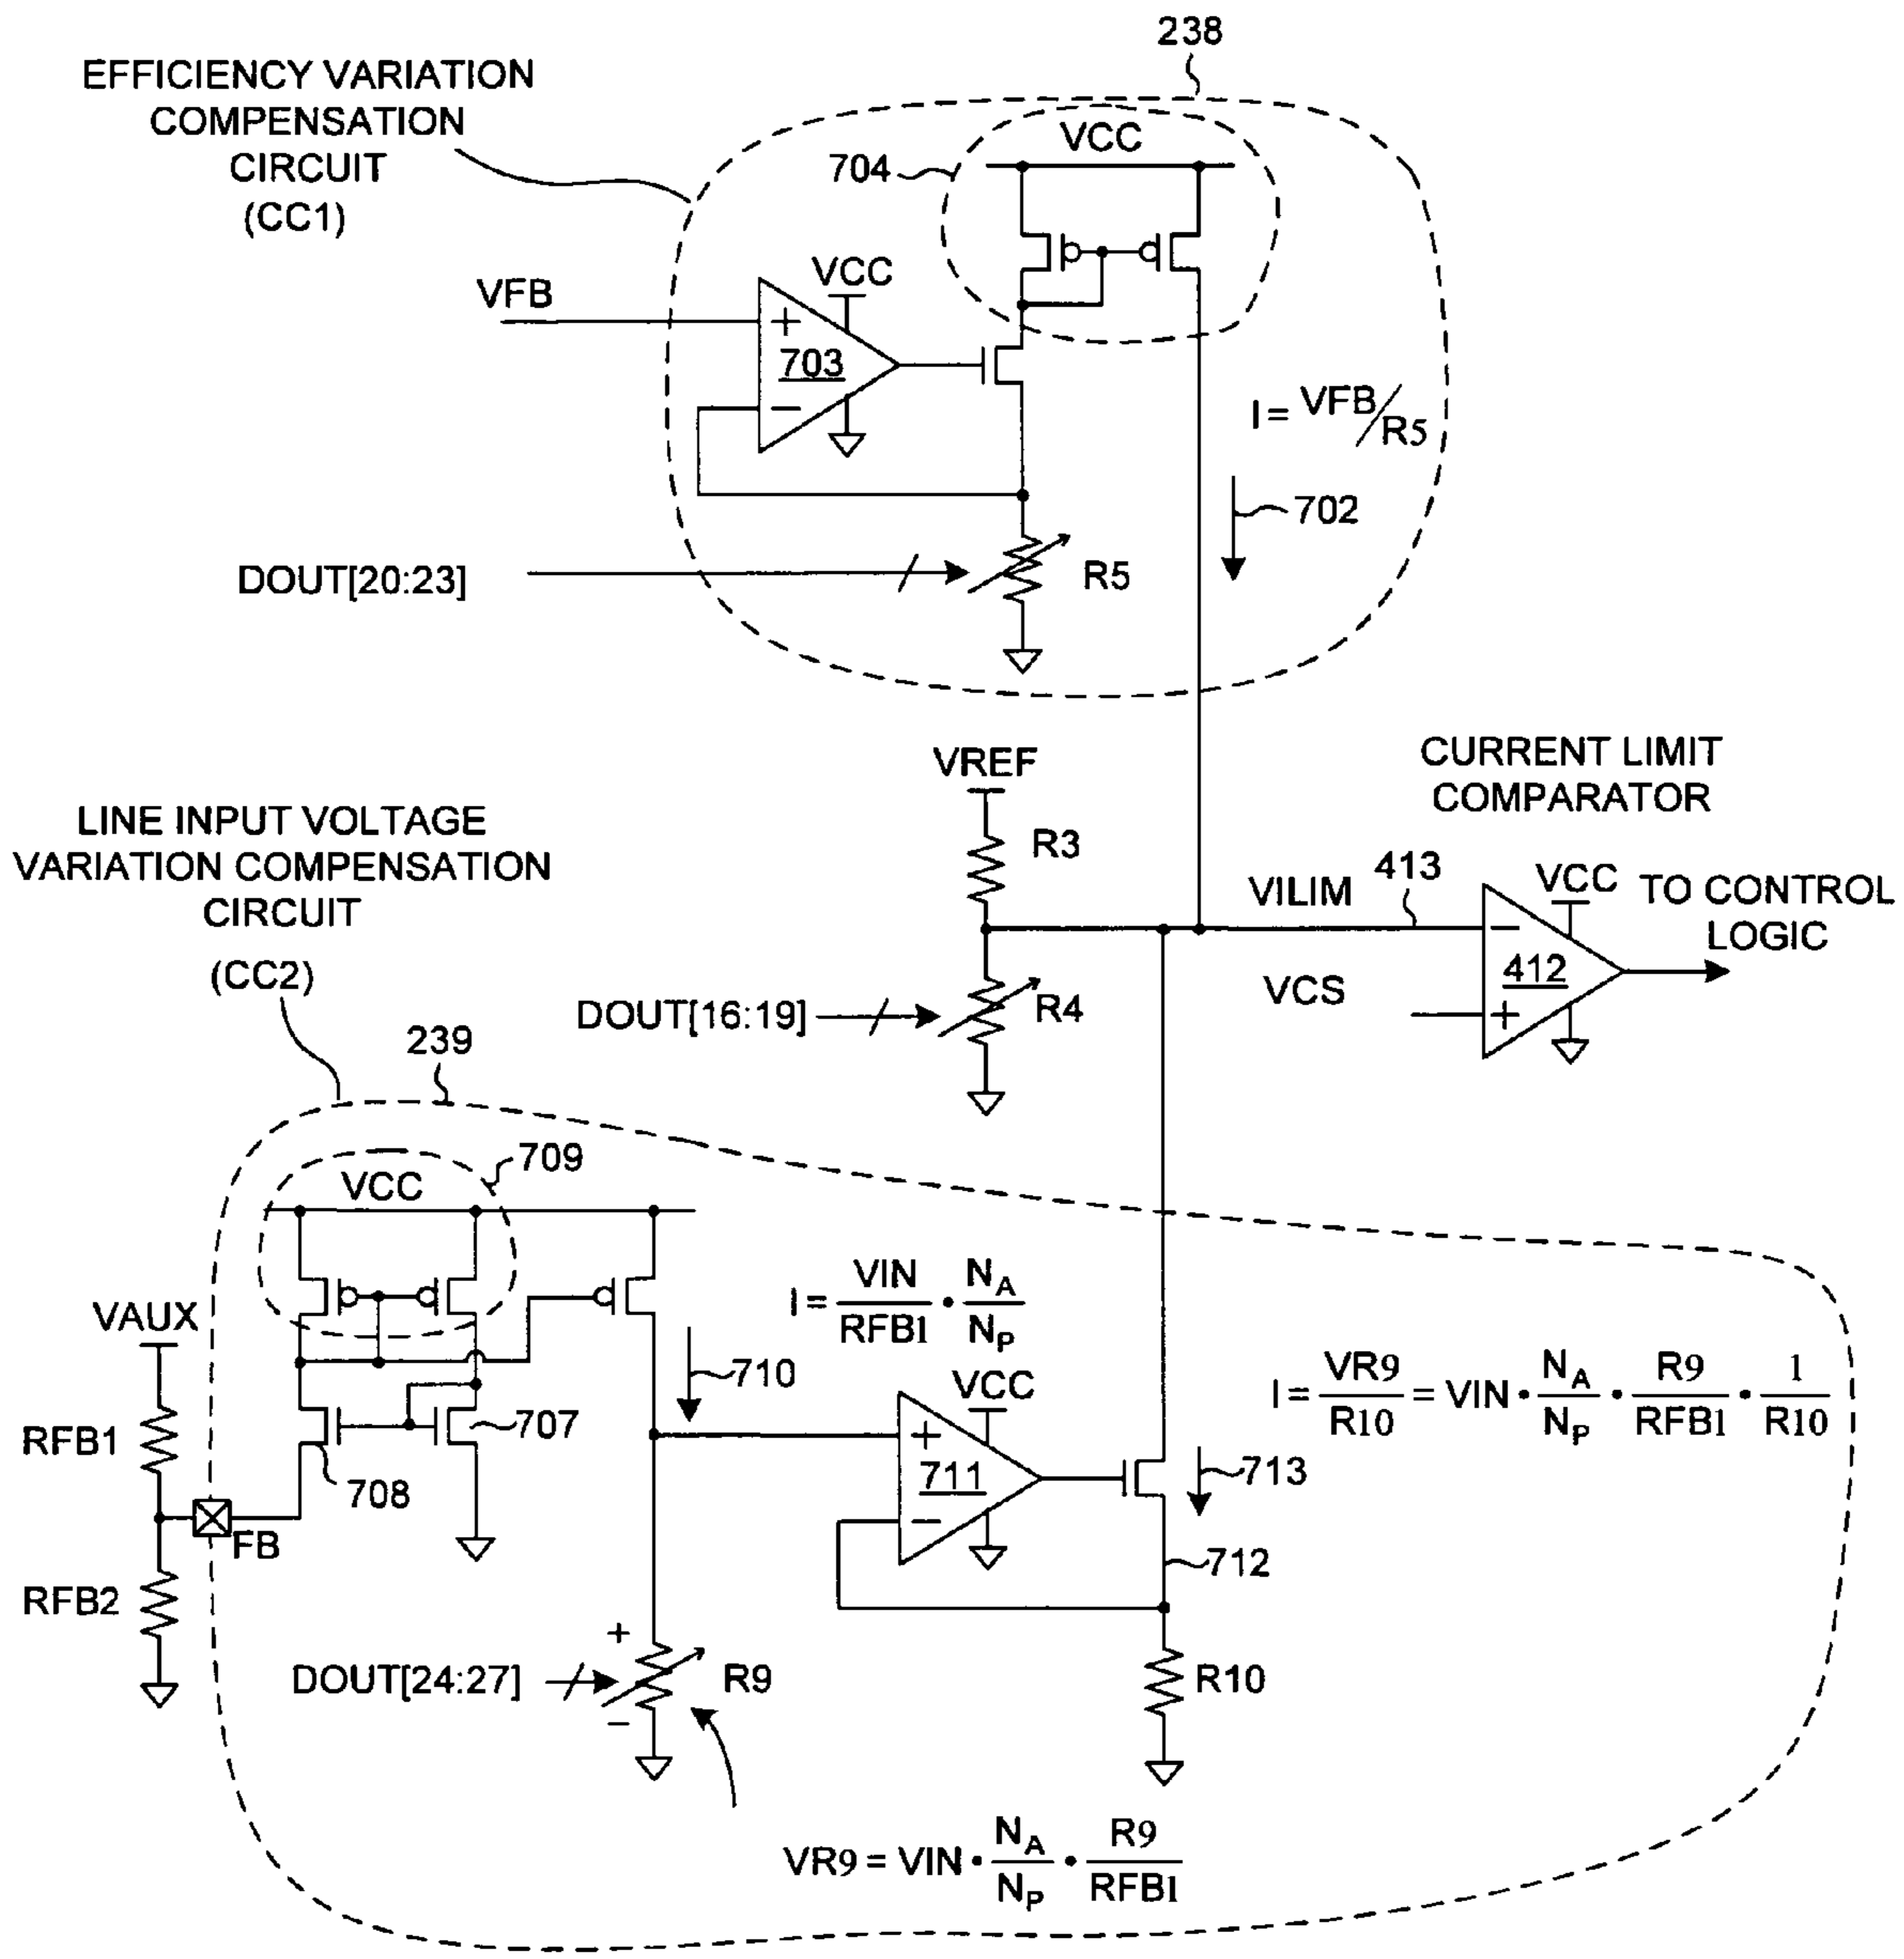 238
EFFICIENCY VARIATION
COMPENSATION
CIRCUIT
(CC1)
704
VCC
VFB
VCC
+
703
−
I = VFB/R5
702
DOUT[20:23]
R5
VREF
R3
CURRENT LIMIT
COMPARATOR
LINE INPUT VOLTAGE
VARIATION COMPENSATION
CIRCUIT
(CC2)
VILIM
413
VCC
TO CONTROL
LOGIC
−
412
VCS
+
DOUT[16:19]
R4
239
709
VCC
VAUX
I = VIN/RFB1 • NA/NP
710
VCC
I = VR9/R10 = VIN • NA/NP • R9/RFB1 • 1/R10
RFB1
707
+
711
−
713
708
FB
712
RFB2
+
DOUT[24:27]
R9
−
R10
VR9 = VIN • NA/NP • R9/RFB1